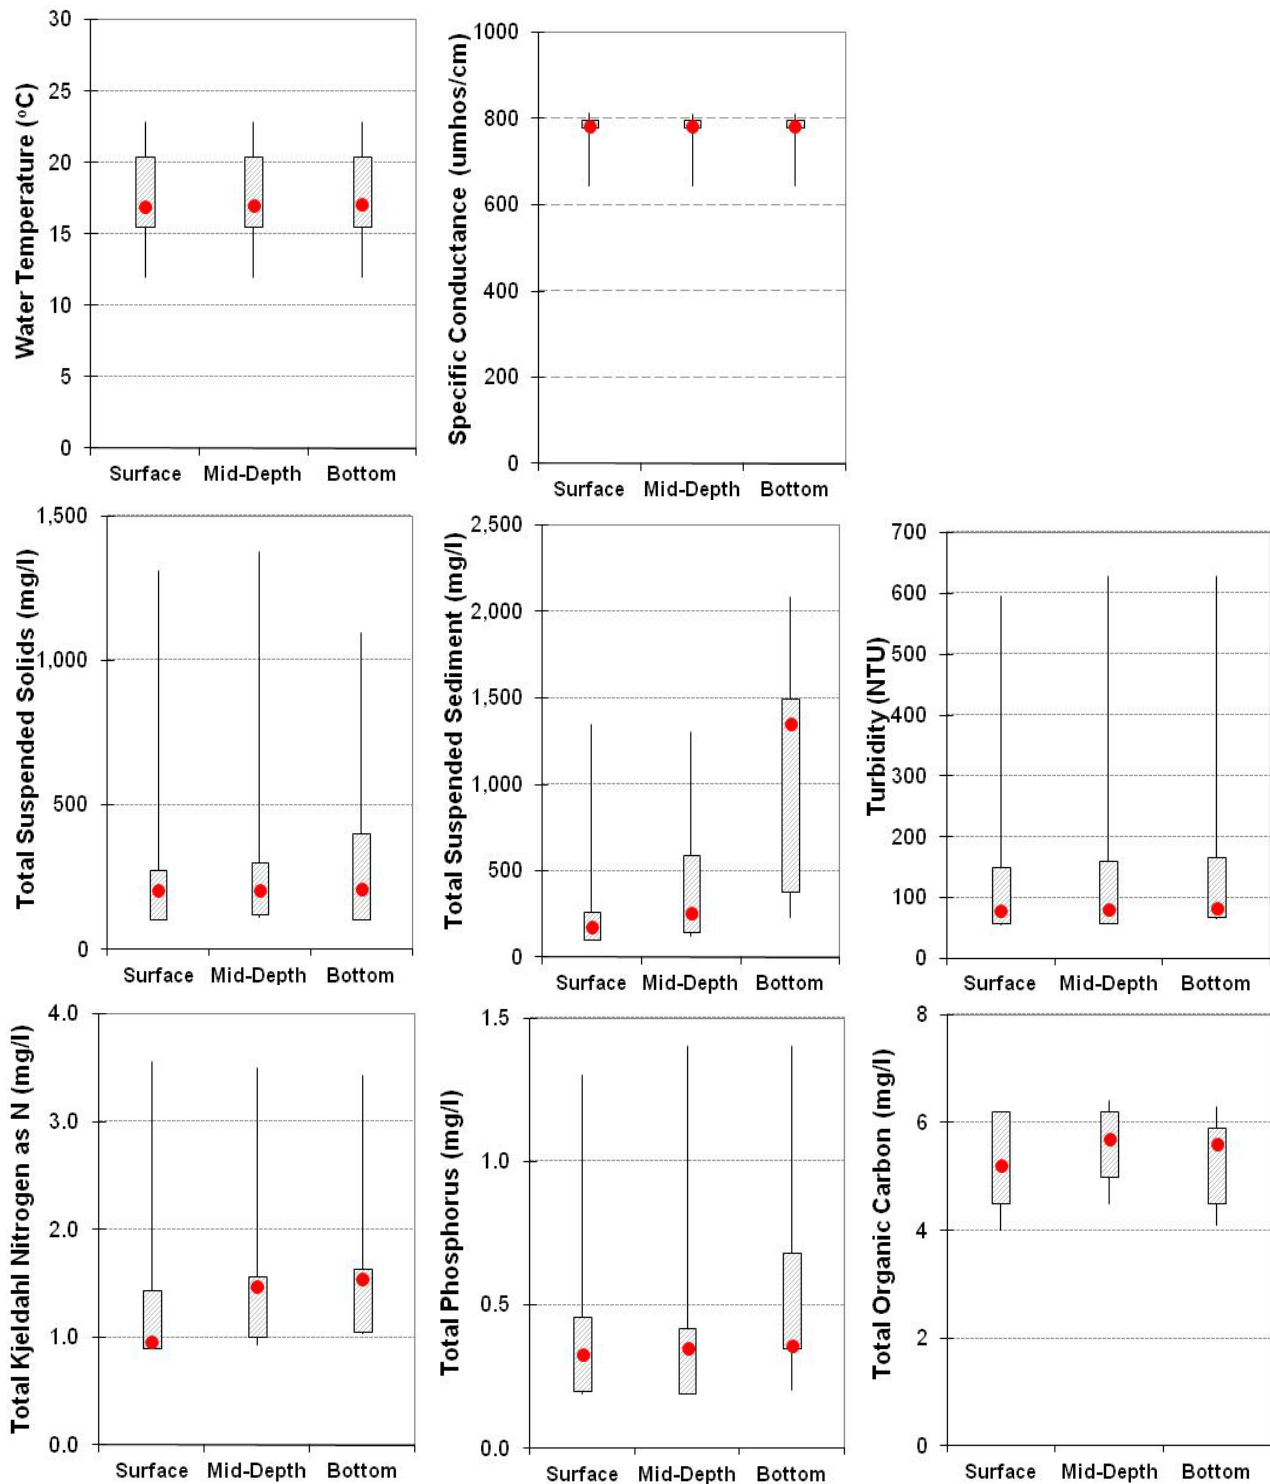 Water Temperature (ºC)
30
25
20
15
10
5
0
Surface Mid-Depth Bottom
Specific Conductance (umhos/cm)
1000
800
600
400
200
0
Surface Mid-Depth Bottom
Total Suspended Solids (mg/l)
1,500
1,000
500
0
Surface Mid-Depth Bottom
Total Suspended Sediment (mg/l)
2,500
2,000
1,500
1,000
500
0
Surface Mid-Depth Bottom
Turbidity (NTU)
700
600
500
400
300
200
100
0
Surface Mid-Depth Bottom
Total Kjeldahl Nitrogen as N (mg/l)
4.0
3.0
2.0
1.0
0.0
Surface Mid-Depth Bottom
Total Phosphorus (mg/l)
1.5
1.0
0.5
0.0
Surface Mid-Depth Bottom
Total Organic Carbon (mg/l)
8
6
4
2
0
Surface Mid-Depth Bottom